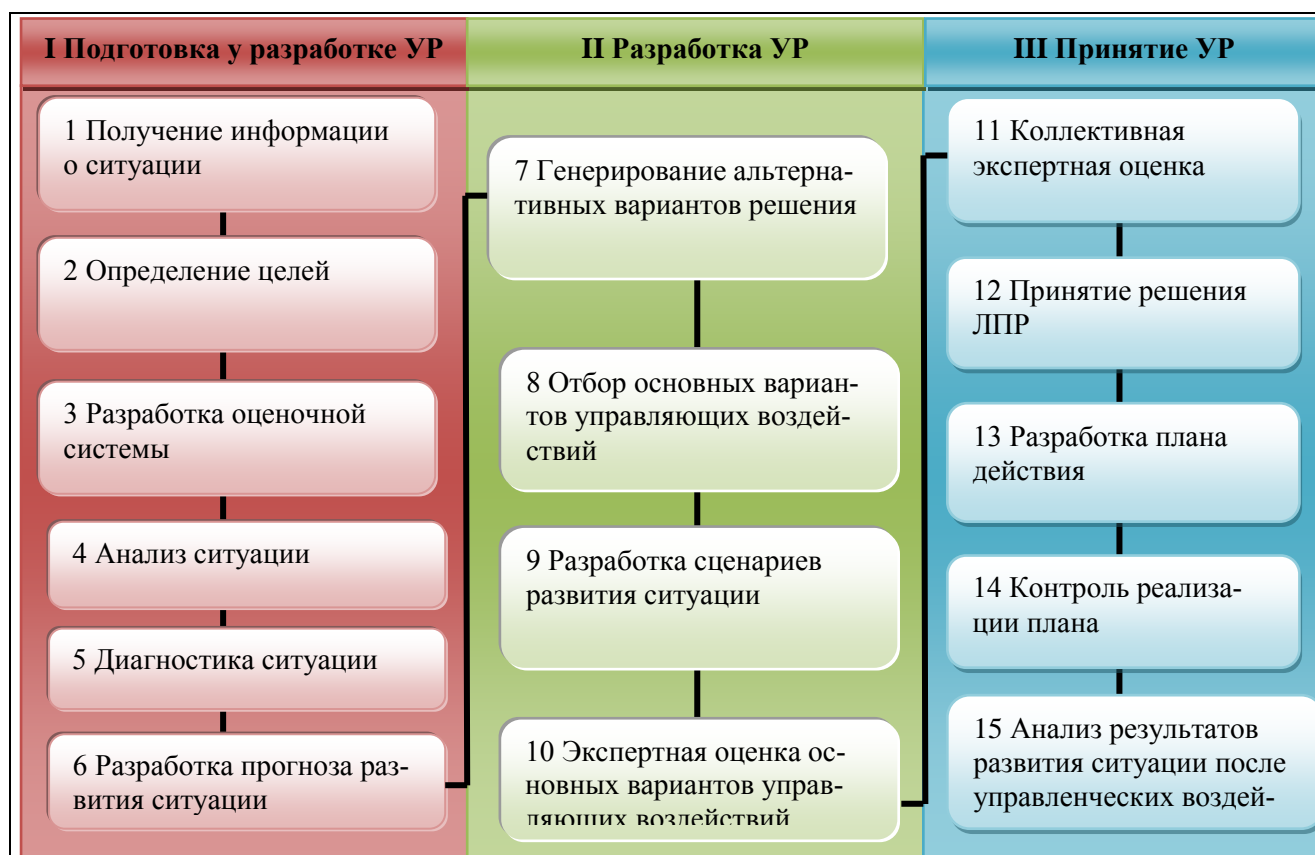 I Подготовка у разработке УР
1 Получение информации
о ситуации
2 Определение целей
3 Разработка оценочной
системы
4 Анализ ситуации
5 Диагностика ситуации
6 Разработка прогноза раз-
вития ситуации
II Разработка УР
7 Генерирование альтерна-
тивных вариантов решения
8 Отбор основных вариан-
тов управляющих воздей-
ствий
9 Разработка сценариев
развития ситуации
10 Экспертная оценка ос-
новных вариантов управ-
ляющих воздействий
III Принятие УР
11 Коллективная
экспертная оценка
12 Принятие решения
ЛПР
13 Разработка плана
действия
14 Контроль реализа-
ции плана
15 Анализ результатов
развития ситуации после
управленческих воздей-